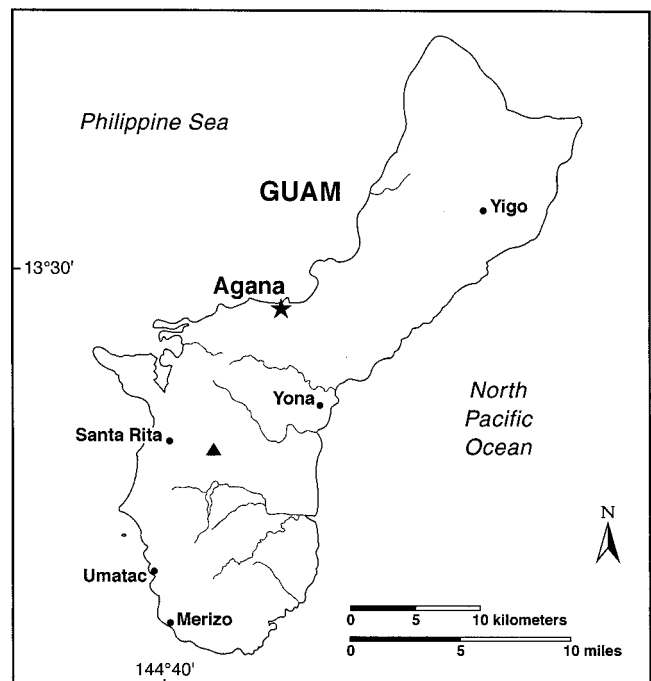 Philippine Sea
GUAM
Yigo
13°30'
Agana
Yona
North
Pacific
Ocean
Santa Rita
N
Umatac
0 5 10 kilometers
Merizo
0 5 10 miles
144°40'